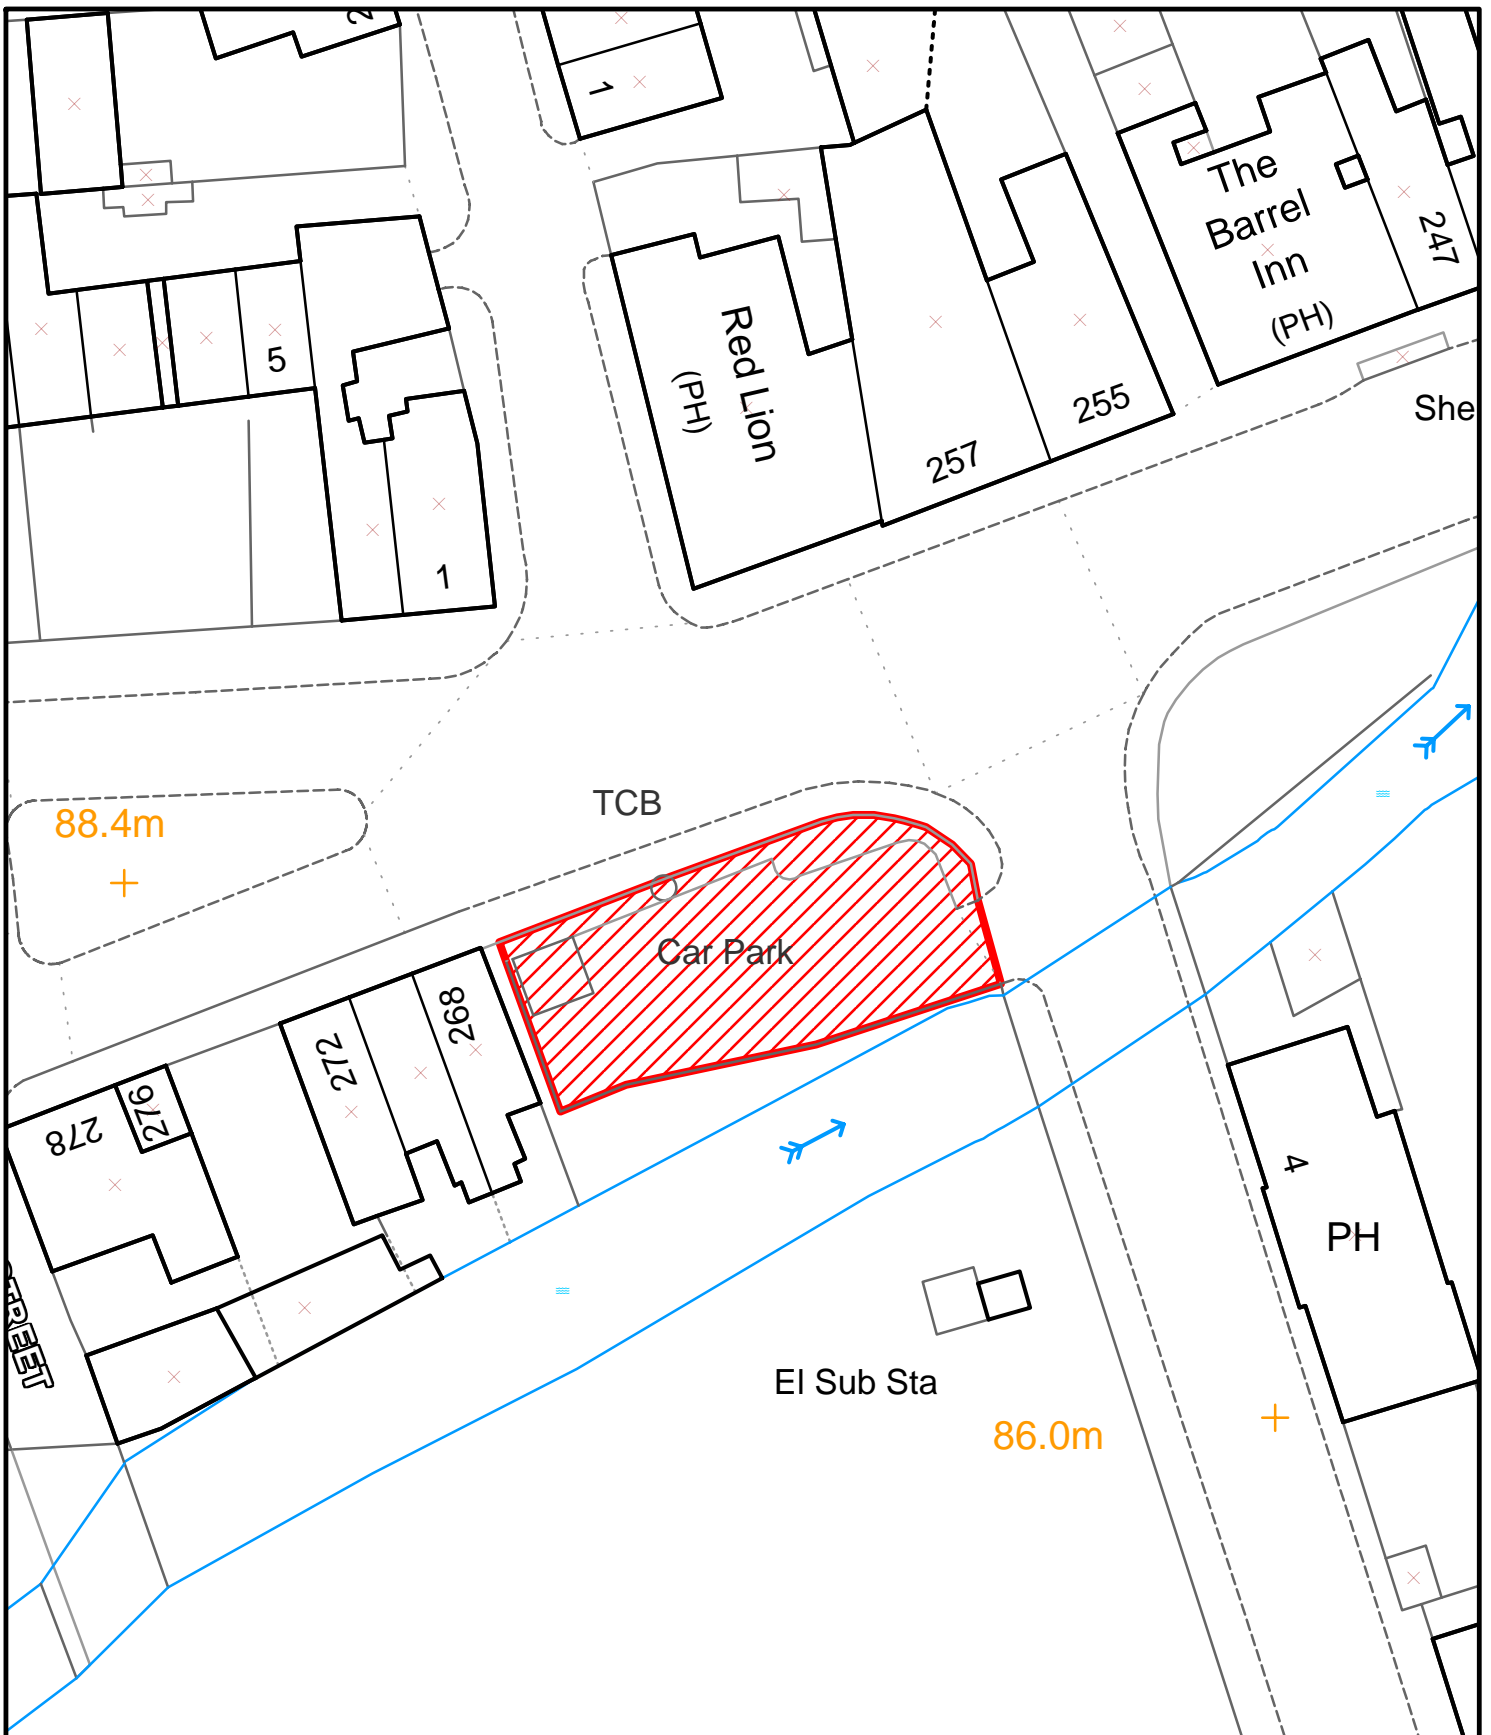 1
The
Barrel
Inn
(PH)
247
Red Lion
(PH)
5
255
She
257
1
TCB
88.4m
Car Park
268
272
276
278
4
PH
STREET
El Sub Sta
86.0m